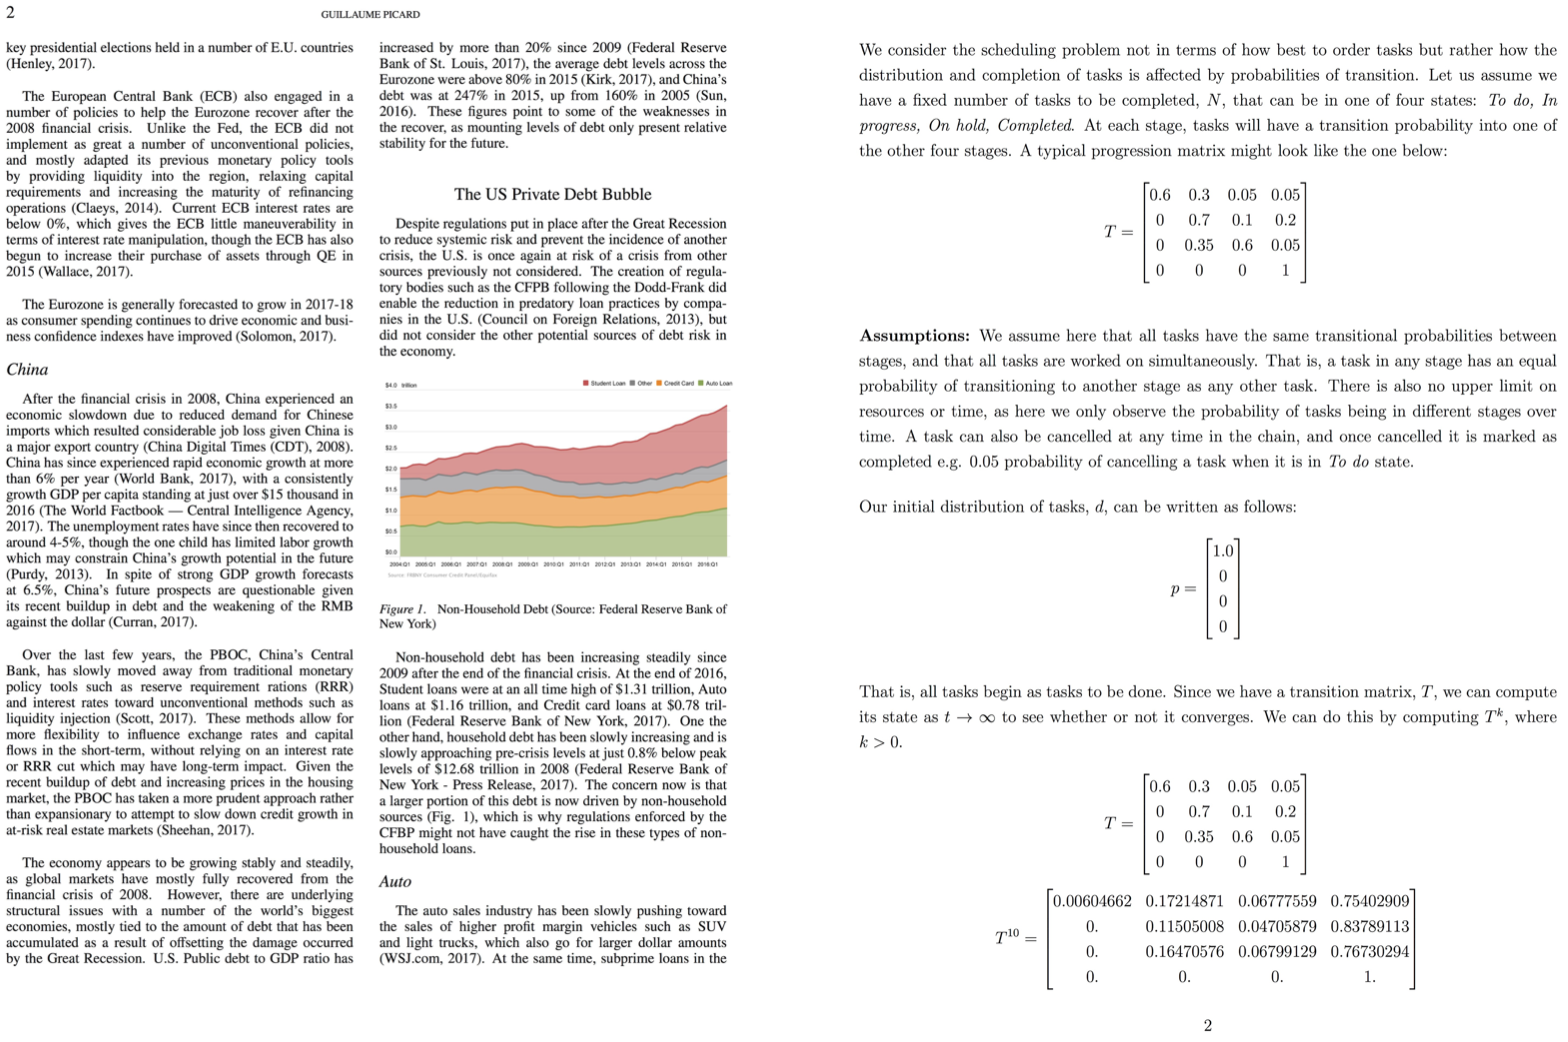 2
GUILLAUME PICARD
key presidential elections held in a number of E.U. countries
(Henley, 2017).
The European Central Bank (ECB) also engaged in a
number of policies to help the Eurozone recover after the
2008 financial crisis. Unlike the Fed, the ECB did not
implement as great a number of unconventional policies,
and mostly adapted its previous monetary policy tools
by providing liquidity into the region, relaxing capital
requirements and increasing the maturity of refinancing
operations (Claeys, 2014). Current ECB interest rates are
below 0%, which gives the ECB little maneuverability in
terms of interest rate manipulation, though the ECB has also
begun to increase their purchase of assets through QE in
2015 (Wallace, 2017).
The Eurozone is generally forecasted to grow in 2017-18
as consumer spending continues to drive economic and busi-
ness confidence indexes have improved (Solomon, 2017).
China
After the financial crisis in 2008, China experienced an
economic slowdown due to reduced demand for Chinese
imports which resulted considerable job loss given China is
a major export country (China Digital Times (CDT), 2008).
China has since experienced rapid economic growth at more
than 6% per year (World Bank, 2017), with a consistently
growth GDP per capita standing at just over $15 thousand in
2016 (The World Factbook — Central Intelligence Agency,
2017). The unemployment rates have since then recovered to
around 4-5%, though the one child has limited labor growth
which may constrain China's growth potential in the future
(Purdy, 2013). In spite of strong GDP growth forecasts
at 6.5%, China's future prospects are questionable given
its recent buildup in debt and the weakening of the RMB
against the dollar (Curran, 2017).
Over the last few years, the PBOC, China's Central
Bank, has slowly moved away from traditional monetary
policy tools such as reserve requirement rations (RRR)
and interest rates toward unconventional methods such as
liquidity injection (Scott, 2017). These methods allow for
more flexibility to influence exchange rates and capital
flows in the short-term, without relying on an interest rate
or RRR cut which may have long-term impact. Given the
recent buildup of debt and increasing prices in the housing
market, the PBOC has taken a more prudent approach rather
than expansionary to attempt to slow down credit growth in
at-risk real estate markets (Sheehan, 2017).
The economy appears to be growing stably and steadily,
as global markets have mostly fully recovered from the
financial crisis of 2008. However, there are underlying
structural issues with a number of the world's biggest
economies, mostly tied to the amount of debt that has been
accumulated as a result of offsetting the damage occurred
by the Great Recession. U.S. Public debt to GDP ratio has
increased by more than 20% since 2009 (Federal Reserve
Bank of St. Louis, 2017), the average debt levels across the
Eurozone were above 80% in 2015 (Kirk, 2017), and China's
debt was at 247% in 2015, up from 160% in 2005 (Sun,
2016). These figures point to some of the weaknesses in
the recover, as mounting levels of debt only present relative
stability for the future.
The US Private Debt Bubble
Despite regulations put in place after the Great Recession
to reduce systemic risk and prevent the incidence of another
crisis, the U.S. is once again at risk of a crisis from other
sources previously not considered. The creation of regula-
tory bodies such as the CFPB following the Dodd-Frank did
enable the reduction in predatory loan practices by compa-
nies in the U.S. (Council on Foreign Relations, 2013), but
did not consider the other potential sources of debt risk in
the economy.
$4.0 trillion
Student Loan Other Credit Card Auto Loan
$3.5
$3.0
$2.5
$2.0
$1.5
$1.0
$0.5
$0.0
2004:Q1 2005:Q1 2006:Q1 2007:Q1 2008:Q1 2009:Q1 2010:Q1 2011:Q1 2012:Q1 2013:Q1 2014:Q1 2015:Q1 2016:Q1
Source: FRBNY Consumer Credit Panel/Equifax
Figure 1. Non-Household Debt (Source: Federal Reserve Bank of
New York)
Non-household debt has been increasing steadily since
2009 after the end of the financial crisis. At the end of 2016,
Student loans were at an all time high of $1.31 trillion, Auto
loans at $1.16 trillion, and Credit card loans at $0.78 tril-
lion (Federal Reserve Bank of New York, 2017). One the
other hand, household debt has been slowly increasing and is
slowly approaching pre-crisis levels at just 0.8% below peak
levels of $12.68 trillion in 2008 (Federal Reserve Bank of
New York - Press Release, 2017). The concern now is that
a larger portion of this debt is now driven by non-household
sources (Fig. 1), which is why regulations enforced by the
CFBP might not have caught the rise in these types of non-
household loans.
Auto
The auto sales industry has been slowly pushing toward
the sales of higher profit margin vehicles such as SUV
and light trucks, which also go for larger dollar amounts
(WSJ.com, 2017). At the same time, subprime loans in the
We consider the scheduling problem not in terms of how best to order tasks but rather how the
distribution and completion of tasks is affected by probabilities of transition. Let us assume we
have a fixed number of tasks to be completed, N, that can be in one of four states: To do, In
progress, On hold, Completed. At each stage, tasks will have a transition probability into one of
the other four stages. A typical progression matrix might look like the one below:
0.6 0.3 0.05 0.05
0 0.7 0.1 0.2
T =
0 0.35 0.6 0.05
0 0 0 1
Assumptions: We assume here that all tasks have the same transitional probabilities between
stages, and that all tasks are worked on simultaneously. That is, a task in any stage has an equal
probability of transitioning to another stage as any other task. There is also no upper limit on
resources or time, as here we only observe the probability of tasks being in different stages over
time. A task can also be cancelled at any time in the chain, and once cancelled it is marked as
completed e.g. 0.05 probability of cancelling a task when it is in To do state.
Our initial distribution of tasks, d, can be written as follows:
1.0
0
p =
0
0
That is, all tasks begin as tasks to be done. Since we have a transition matrix, T, we can compute
its state as t → ∞ to see whether or not it converges. We can do this by computing T^k, where
k > 0.
0.6 0.3 0.05 0.05
0 0.7 0.1 0.2
T =
0 0.35 0.6 0.05
0 0 0 1
0.00604662 0.17214871 0.06777559 0.75402909
0. 0.11505008 0.04705879 0.83789113
T^10 =
0. 0.16470576 0.06799129 0.76730294
0. 0. 0. 1.
2